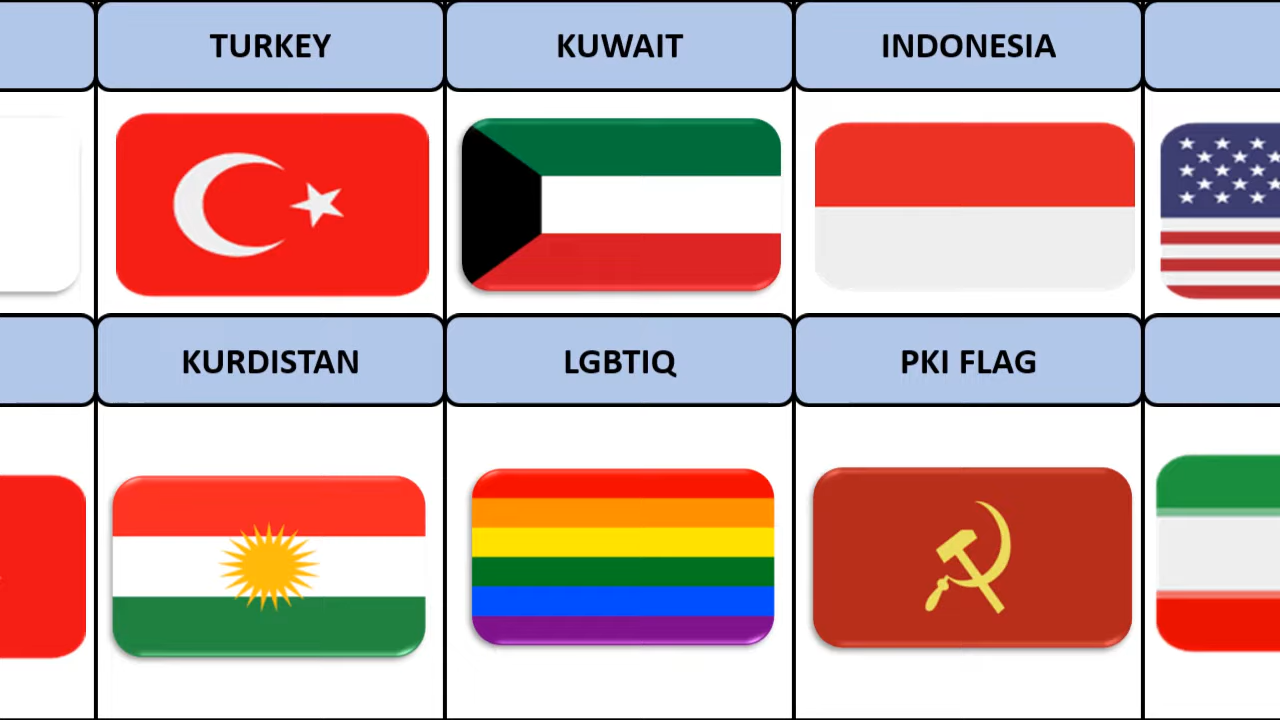 TURKEY
KUWAIT
INDONESIA
KURDISTAN
LGBTIQ
PKI FLAG